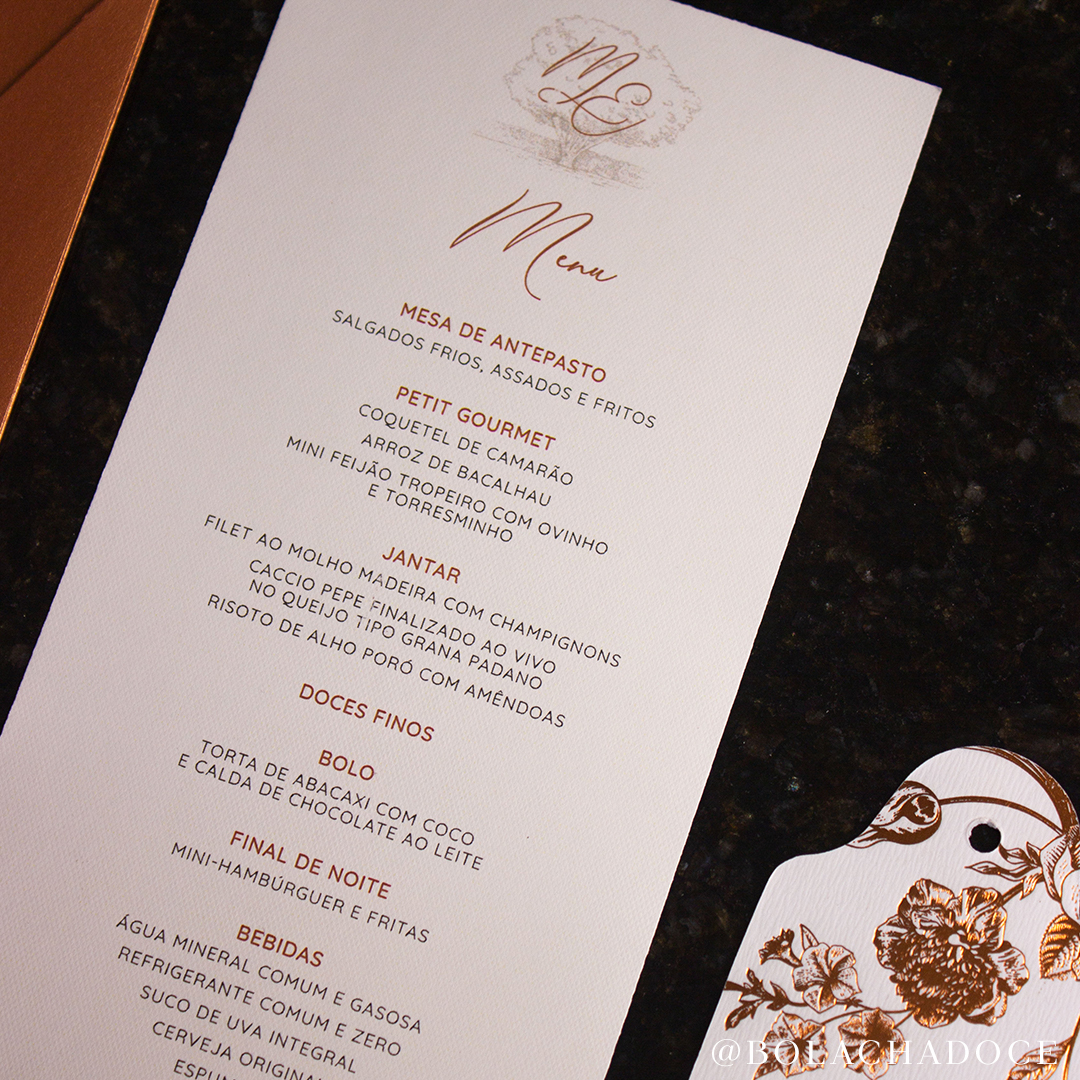 ME
Menu
MESA DE ANTEPASTO
SALGADOS FRIOS, ASSADOS E FRITOS
PETIT GOURMET
COQUETEL DE CAMARÃO
ARROZ DE BACALHAU
MINI FEIJÃO TROPEIRO COM OVINHO
E TORRESMINHO
JANTAR
FILET AO MOLHO MADEIRA COM CHAMPIGNONS
CACCIO PEPE FINALIZADO AO VIVO
NO QUEIJO TIPO GRANA PADANO
RISOTO DE ALHO PORÓ COM AMÊNDOAS
DOCES FINOS
BOLO
TORTA DE ABACAXI COM COCO
E CALDA DE CHOCOLATE AO LEITE
FINAL DE NOITE
MINI-HAMBÚRGUER E FRITAS
BEBIDAS
ÁGUA MINERAL COMUM E GASOSA
REFRIGERANTE COMUM E ZERO
SUCO DE UVA INTEGRAL
CERVEJA ORIGINAL
@BOLACHADOCE